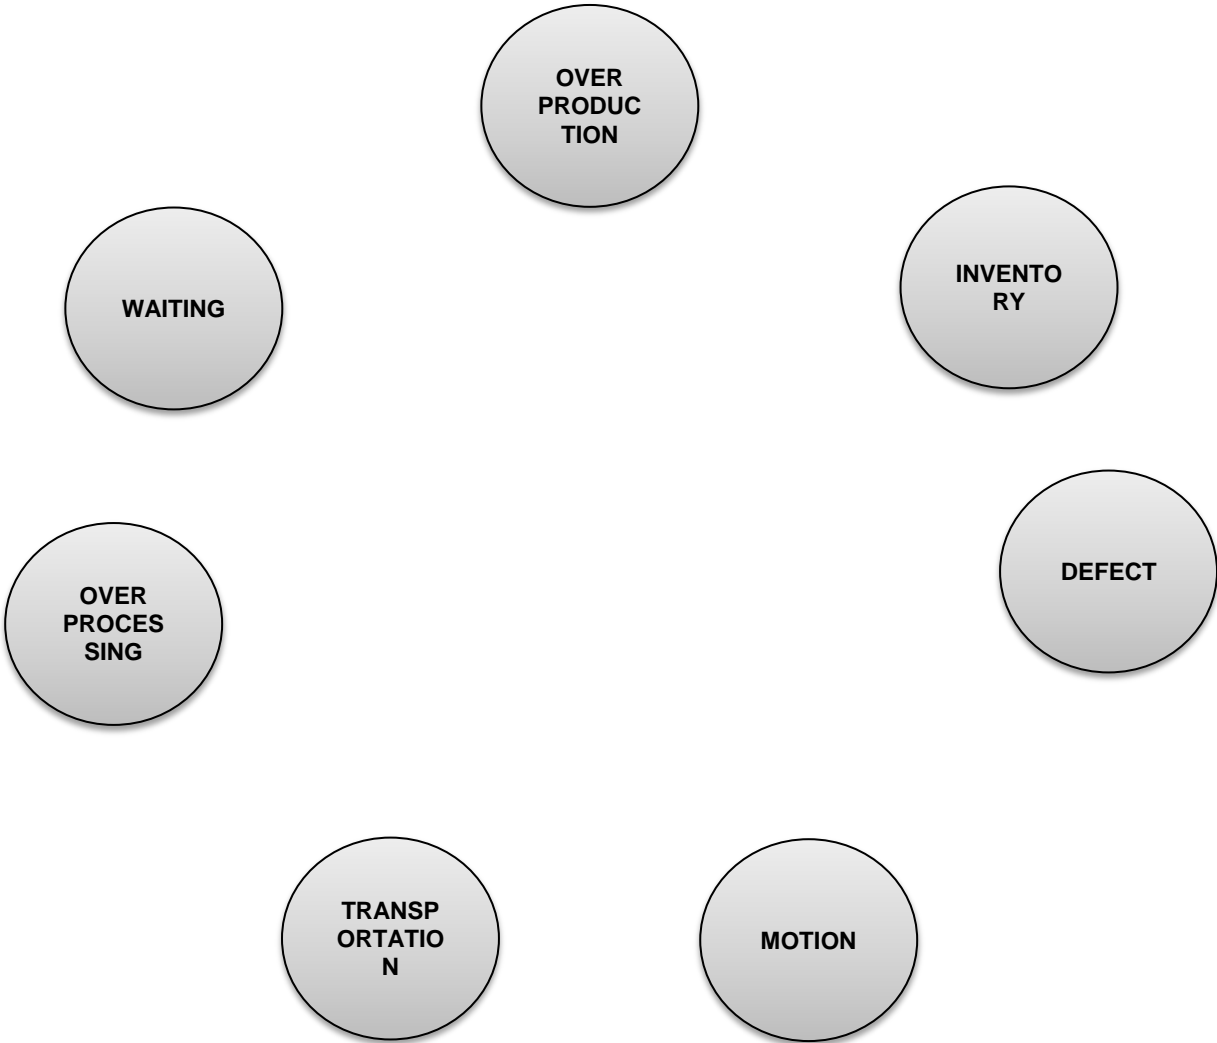 OVER
PRODUC
TION
INVENTO
RY
WAITING
DEFECT
OVER
PROCES
SING
TRANSP
ORTATIO
N
MOTION